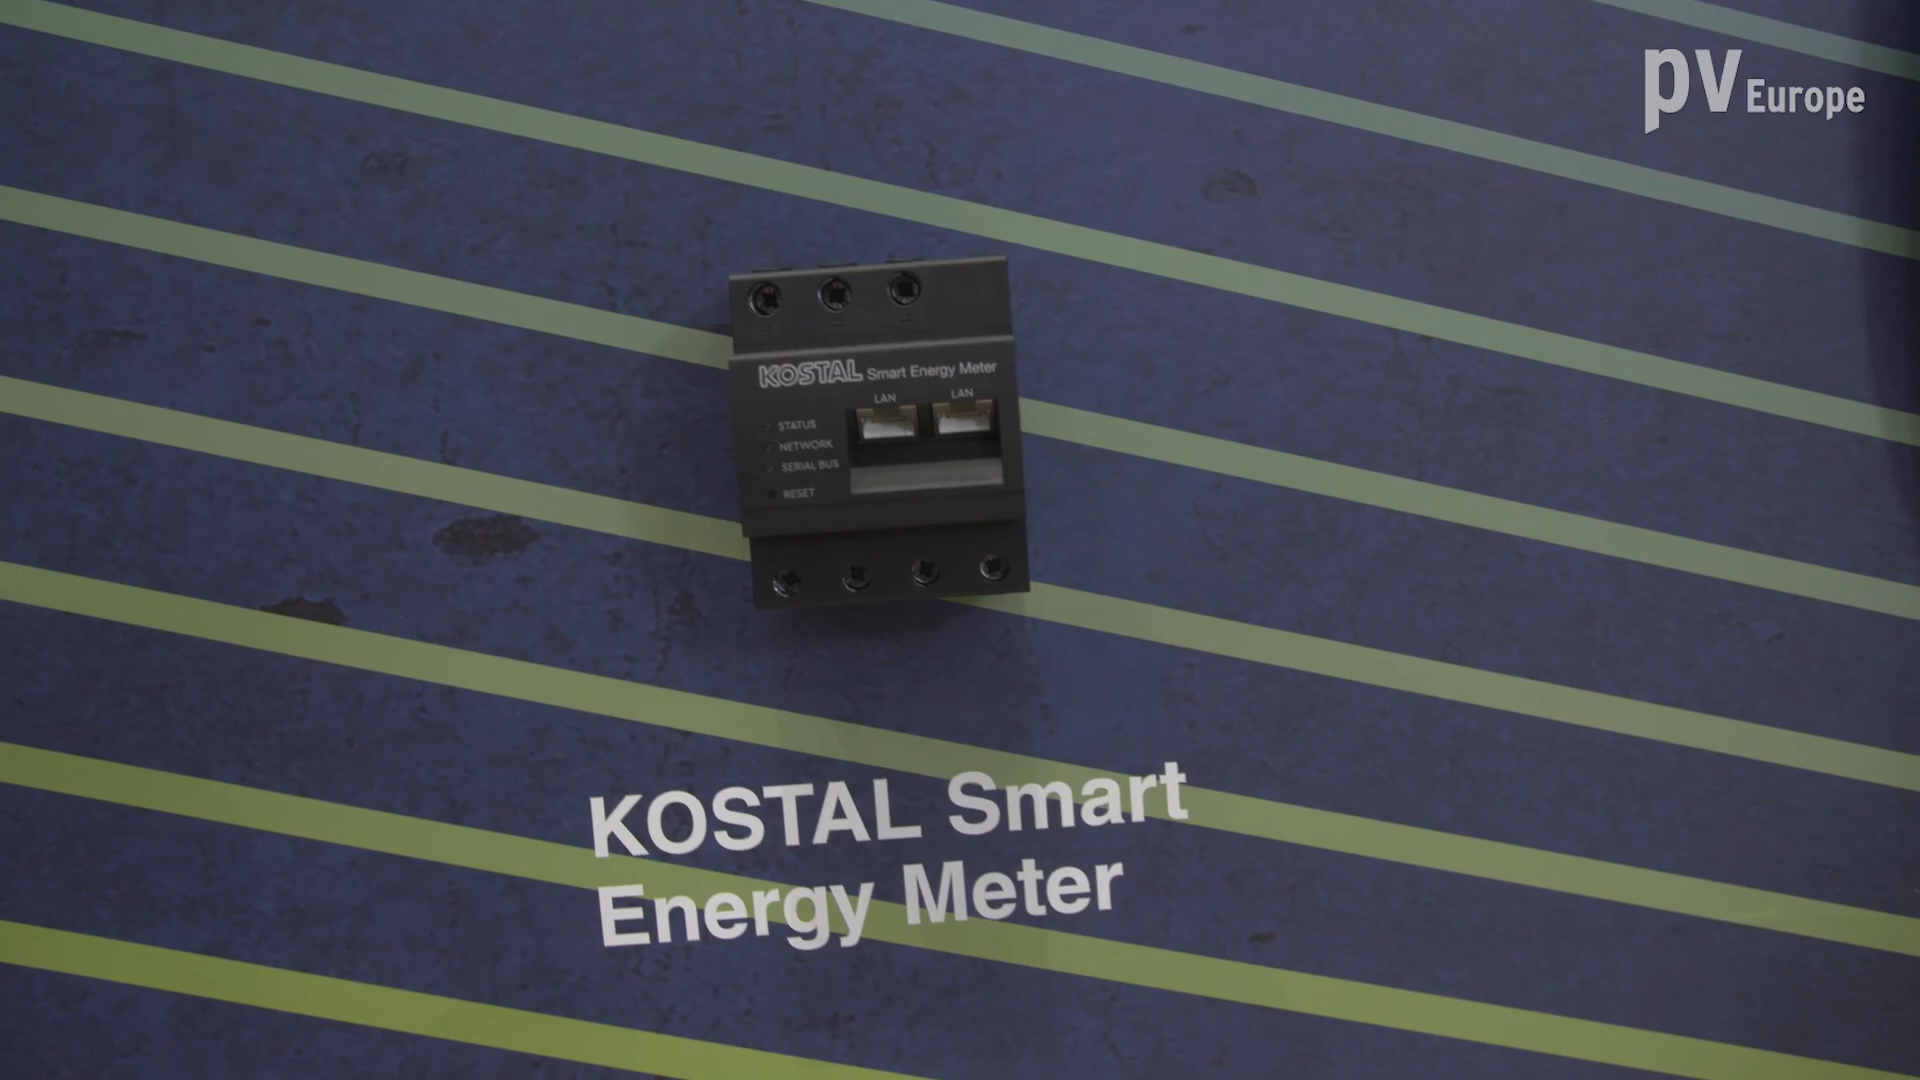 pv Europe
KOSTAL Smart Energy Meter
LAN LAN
STATUS
NETWORK
SERIAL BUS
RESET
KOSTAL Smart
Energy Meter